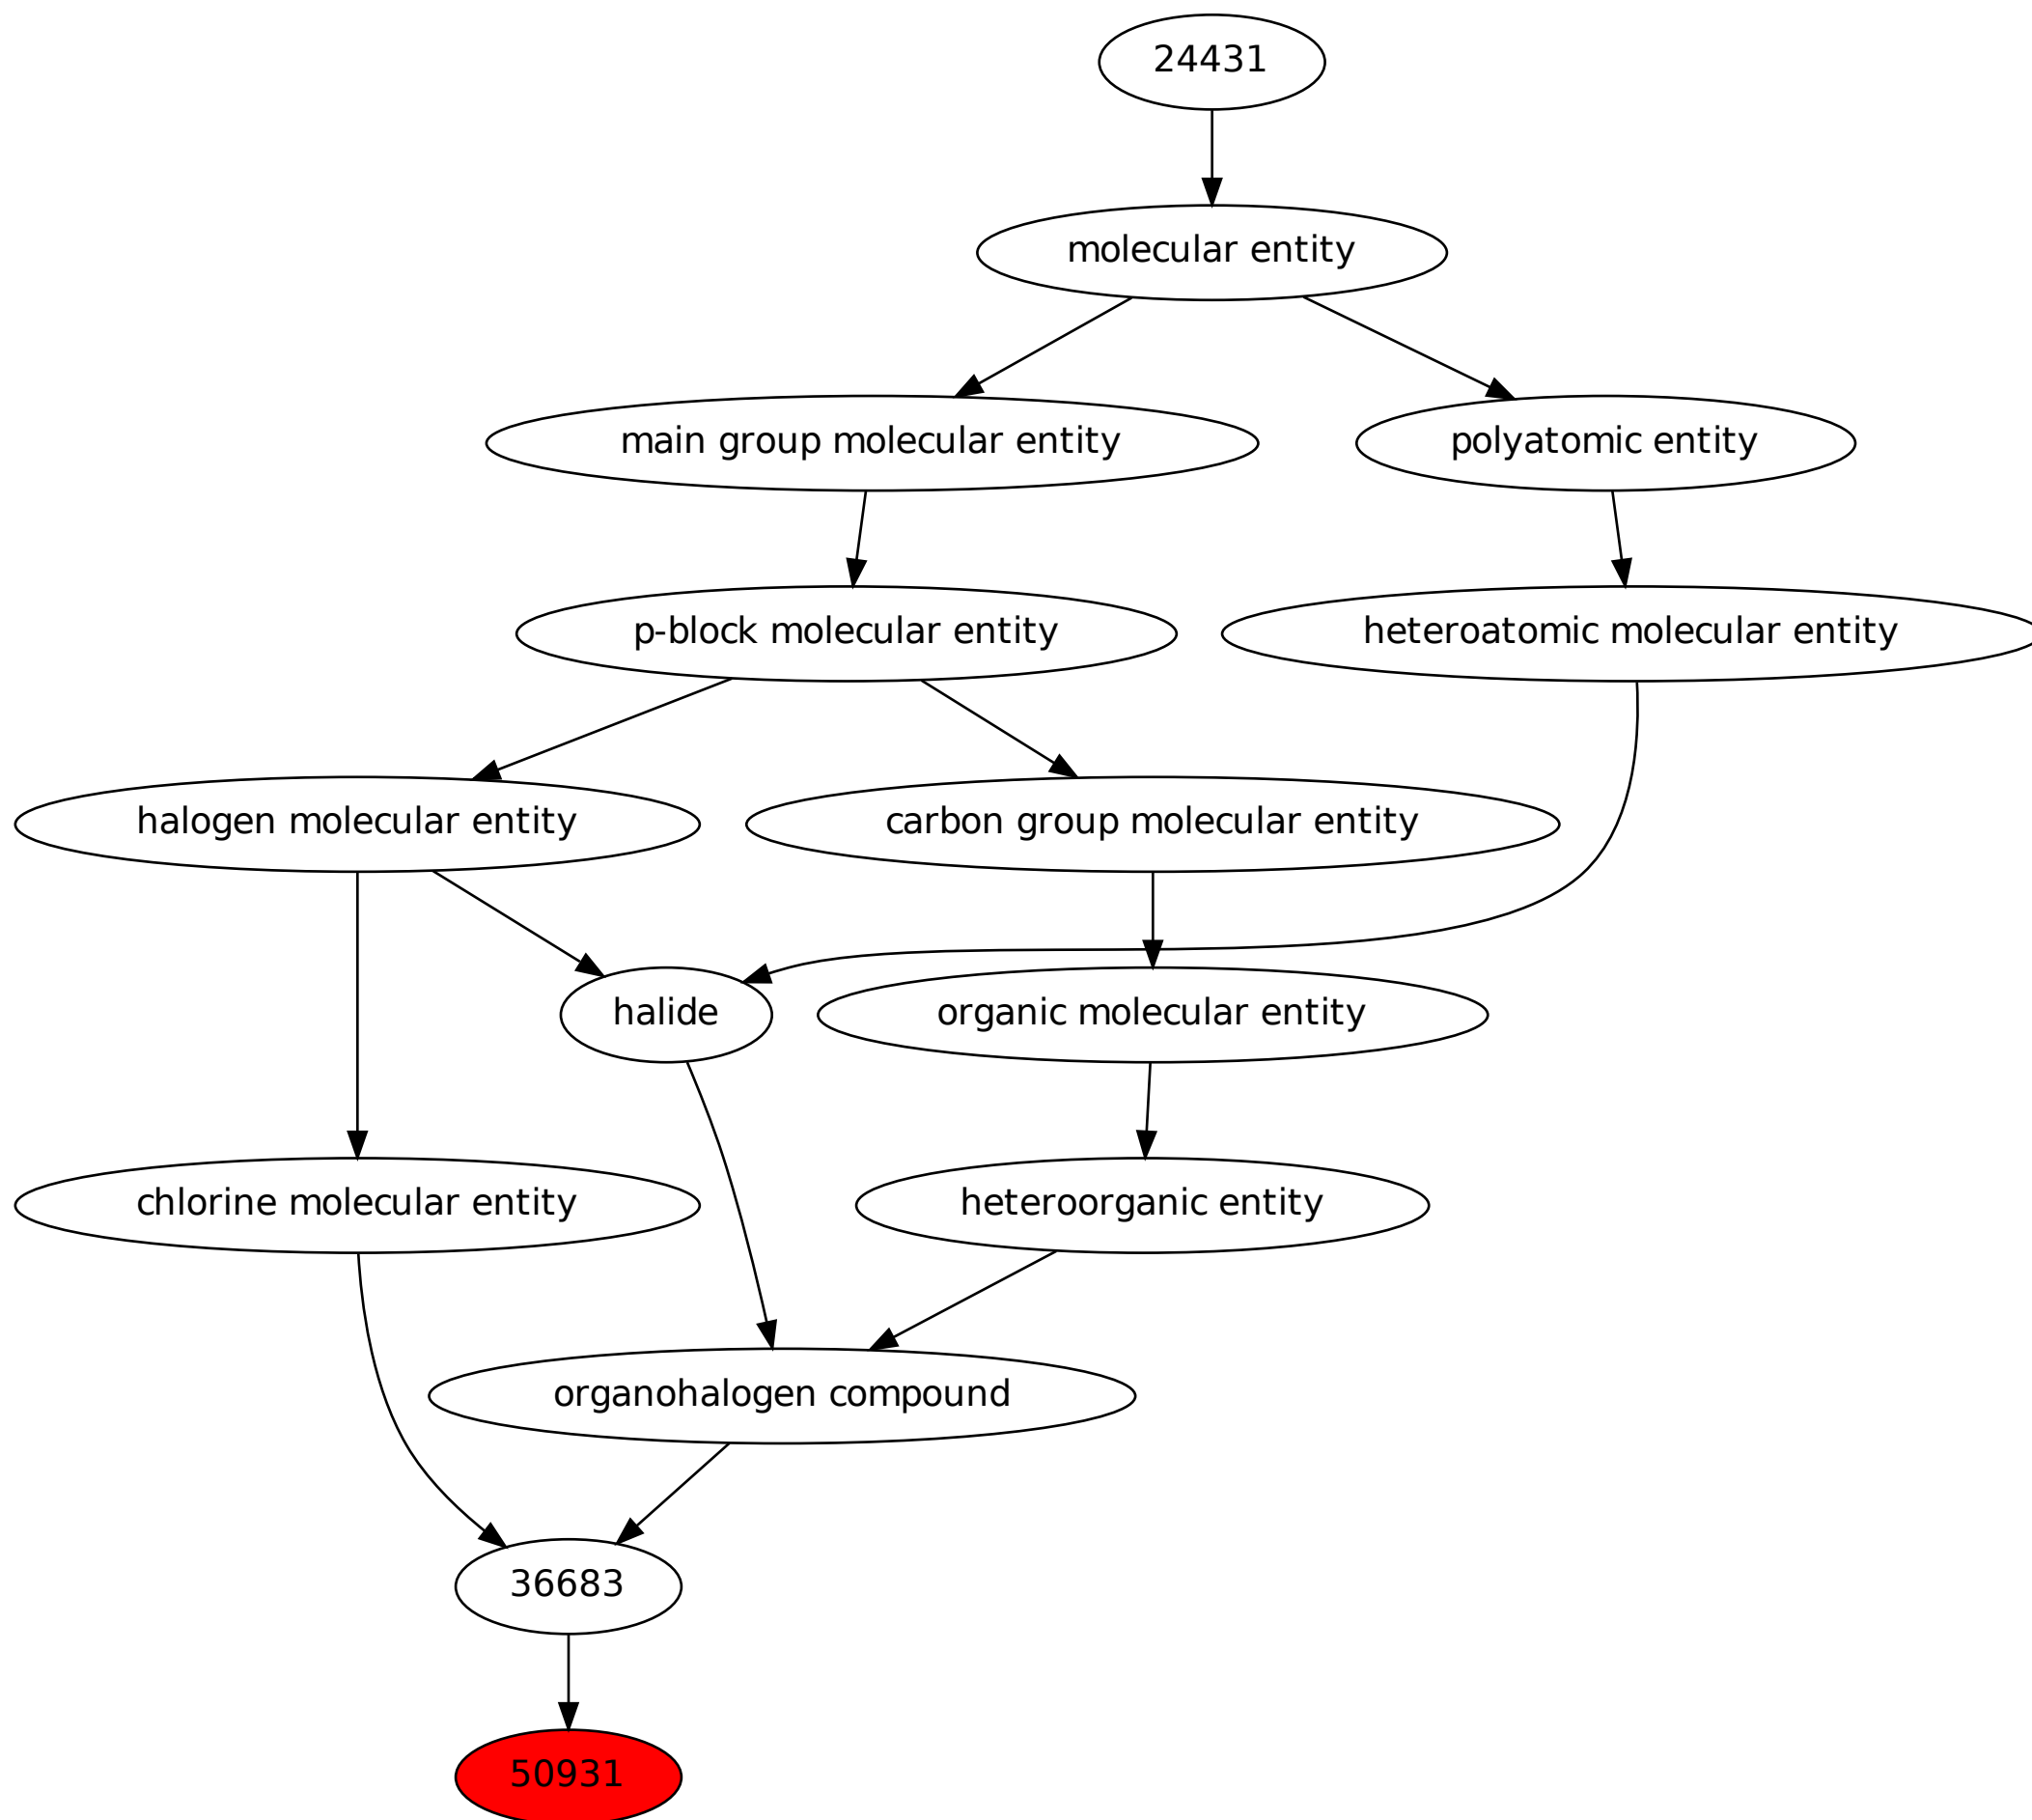 24431
molecular entity
main group molecular entity
polyatomic entity
p-block molecular entity
heteroatomic molecular entity
halogen molecular entity
carbon group molecular entity
halide
organic molecular entity
chlorine molecular entity
heteroorganic entity
organohalogen compound
36683
50931